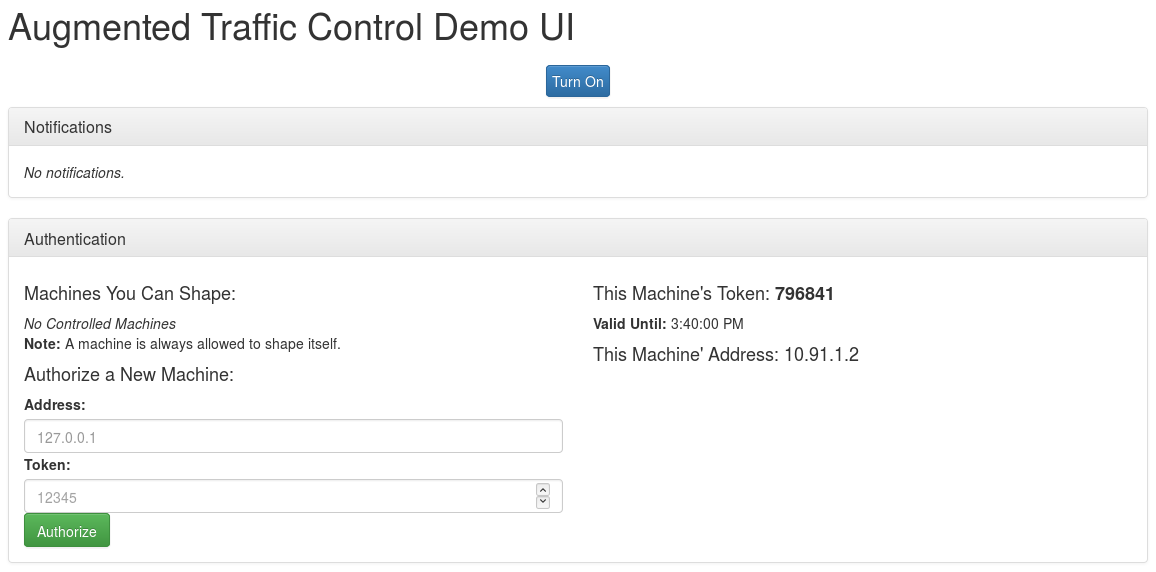 Augmented Traffic Control Demo UI
Turn On
Notifications
No notifications.
Authentication
Machines You Can Shape:
No Controlled Machines
Note: A machine is always allowed to shape itself.
Authorize a New Machine:
Address:
127.0.0.1
Token:
12345
Authorize
This Machine's Token: 796841
Valid Until: 3:40:00 PM
This Machine' Address: 10.91.1.2